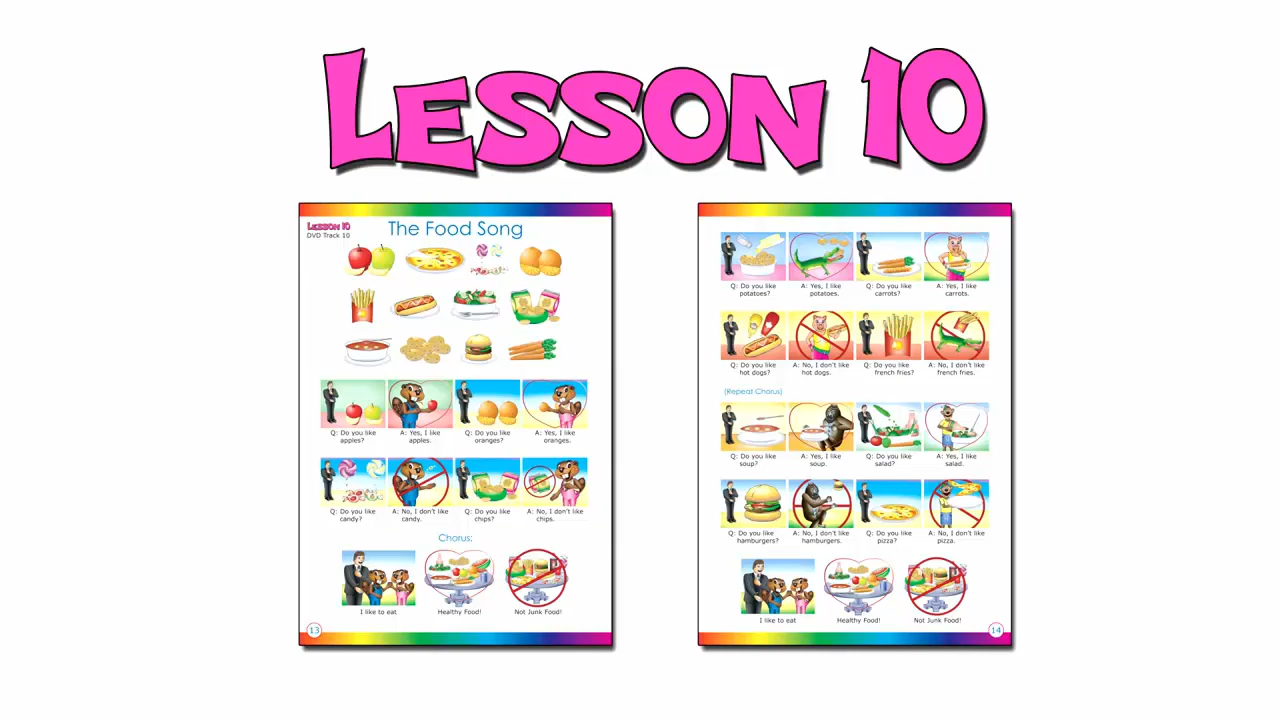 LESSON 10
LESSON 10
DVD Track 10
The Food Song
Q: Do you like
apples?
A: Yes, I like
apples.
Q: Do you like
oranges?
A: Yes, I like
oranges.
Q: Do you like
candy?
A: No, I don't like
candy.
Q: Do you like
chips?
A: No, I don't like
chips.
Chorus:
I like to eat
Healthy Food!
Not Junk Food!
13
Q: Do you like
potatoes?
A: Yes, I like
potatoes.
Q: Do you like
carrots?
A: Yes, I like
carrots.
Q: Do you like
hot dogs?
A: No, I don't like
hot dogs.
Q: Do you like
french fries?
A: No, I don't like
french fries.
(Repeat Chorus)
Q: Do you like
soup?
A: Yes, I like
soup.
Q: Do you like
salad?
A: Yes, I like
salad.
Q: Do you like
hamburgers?
A: No, I don't like
hamburgers.
Q: Do you like
pizza?
A: No, I don't like
pizza.
I like to eat
Healthy Food!
Not Junk Food!
14